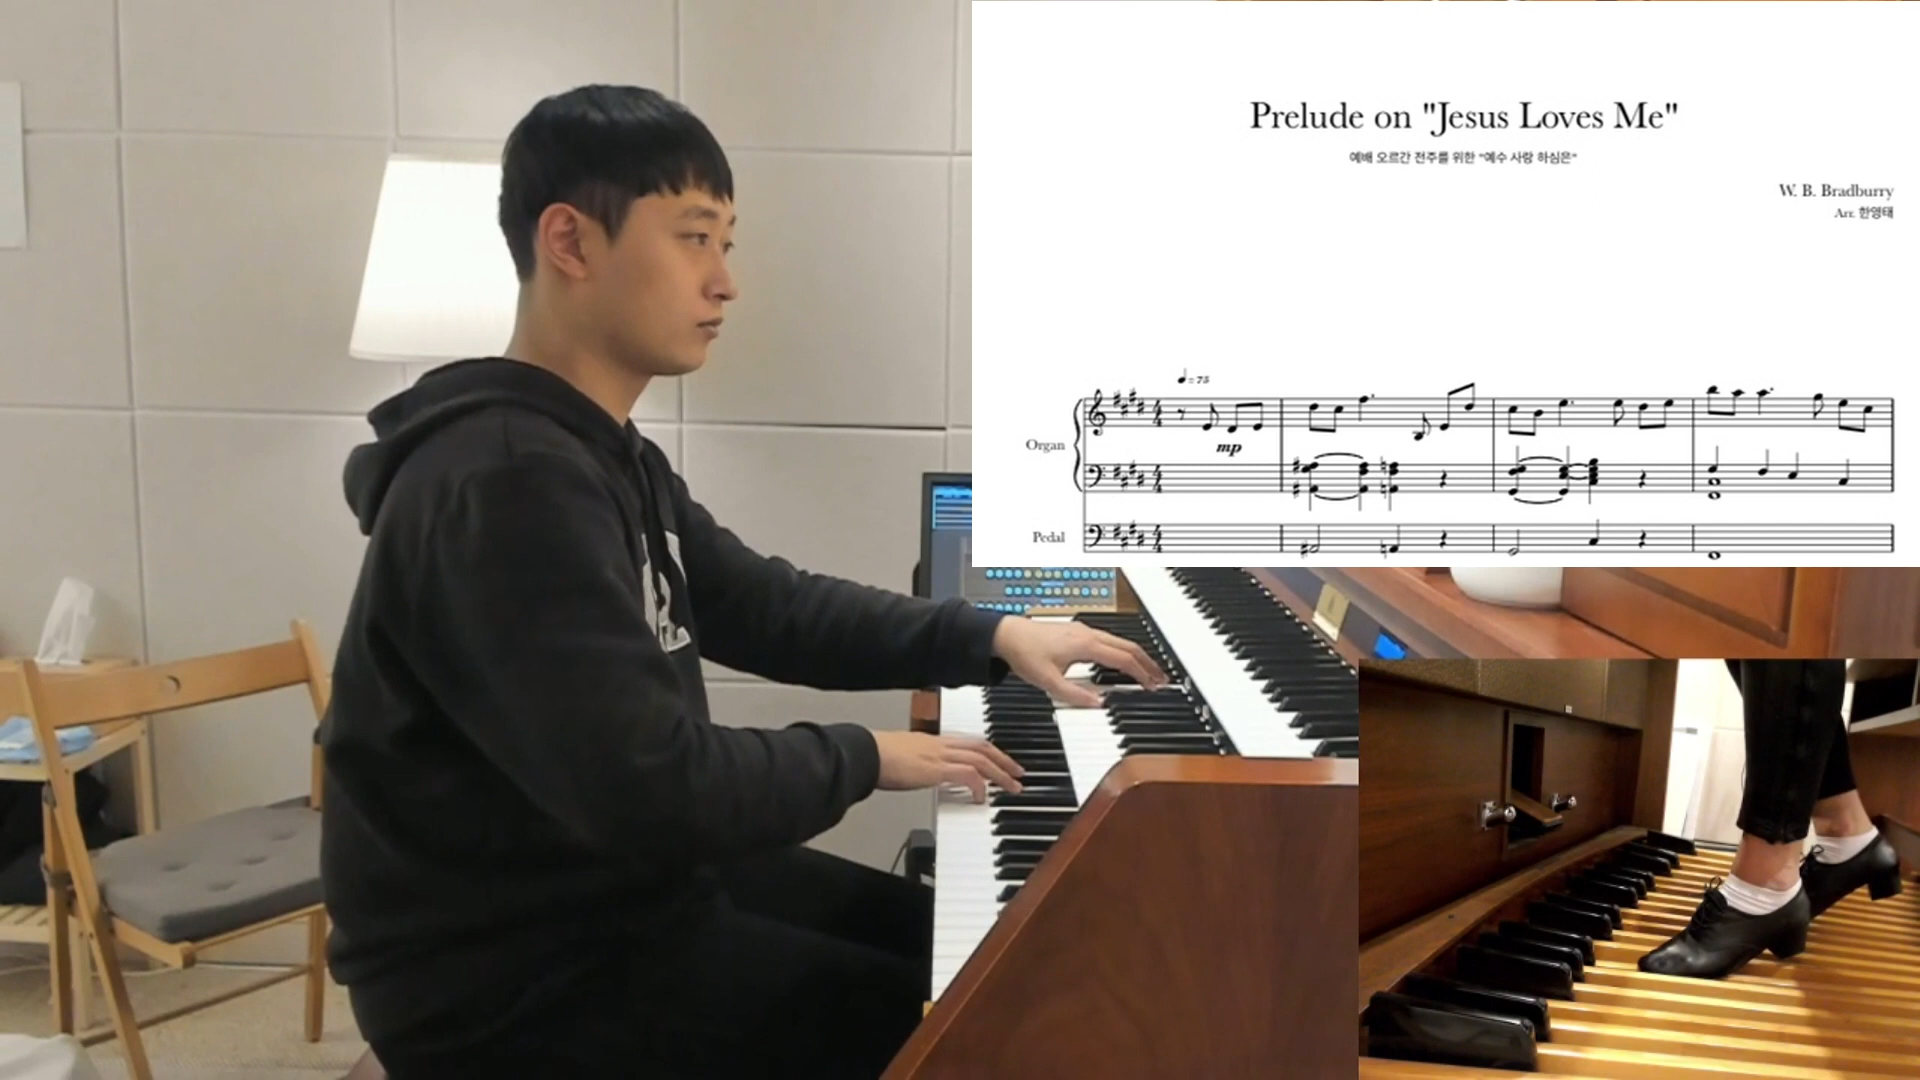 Prelude on "Jesus Loves Me"
예배 오르간 전주를 위한 "예수 사랑 하심은"
W. B. Bradburry
Arr. 한영태
♩ = 75
mp
Organ
Pedal